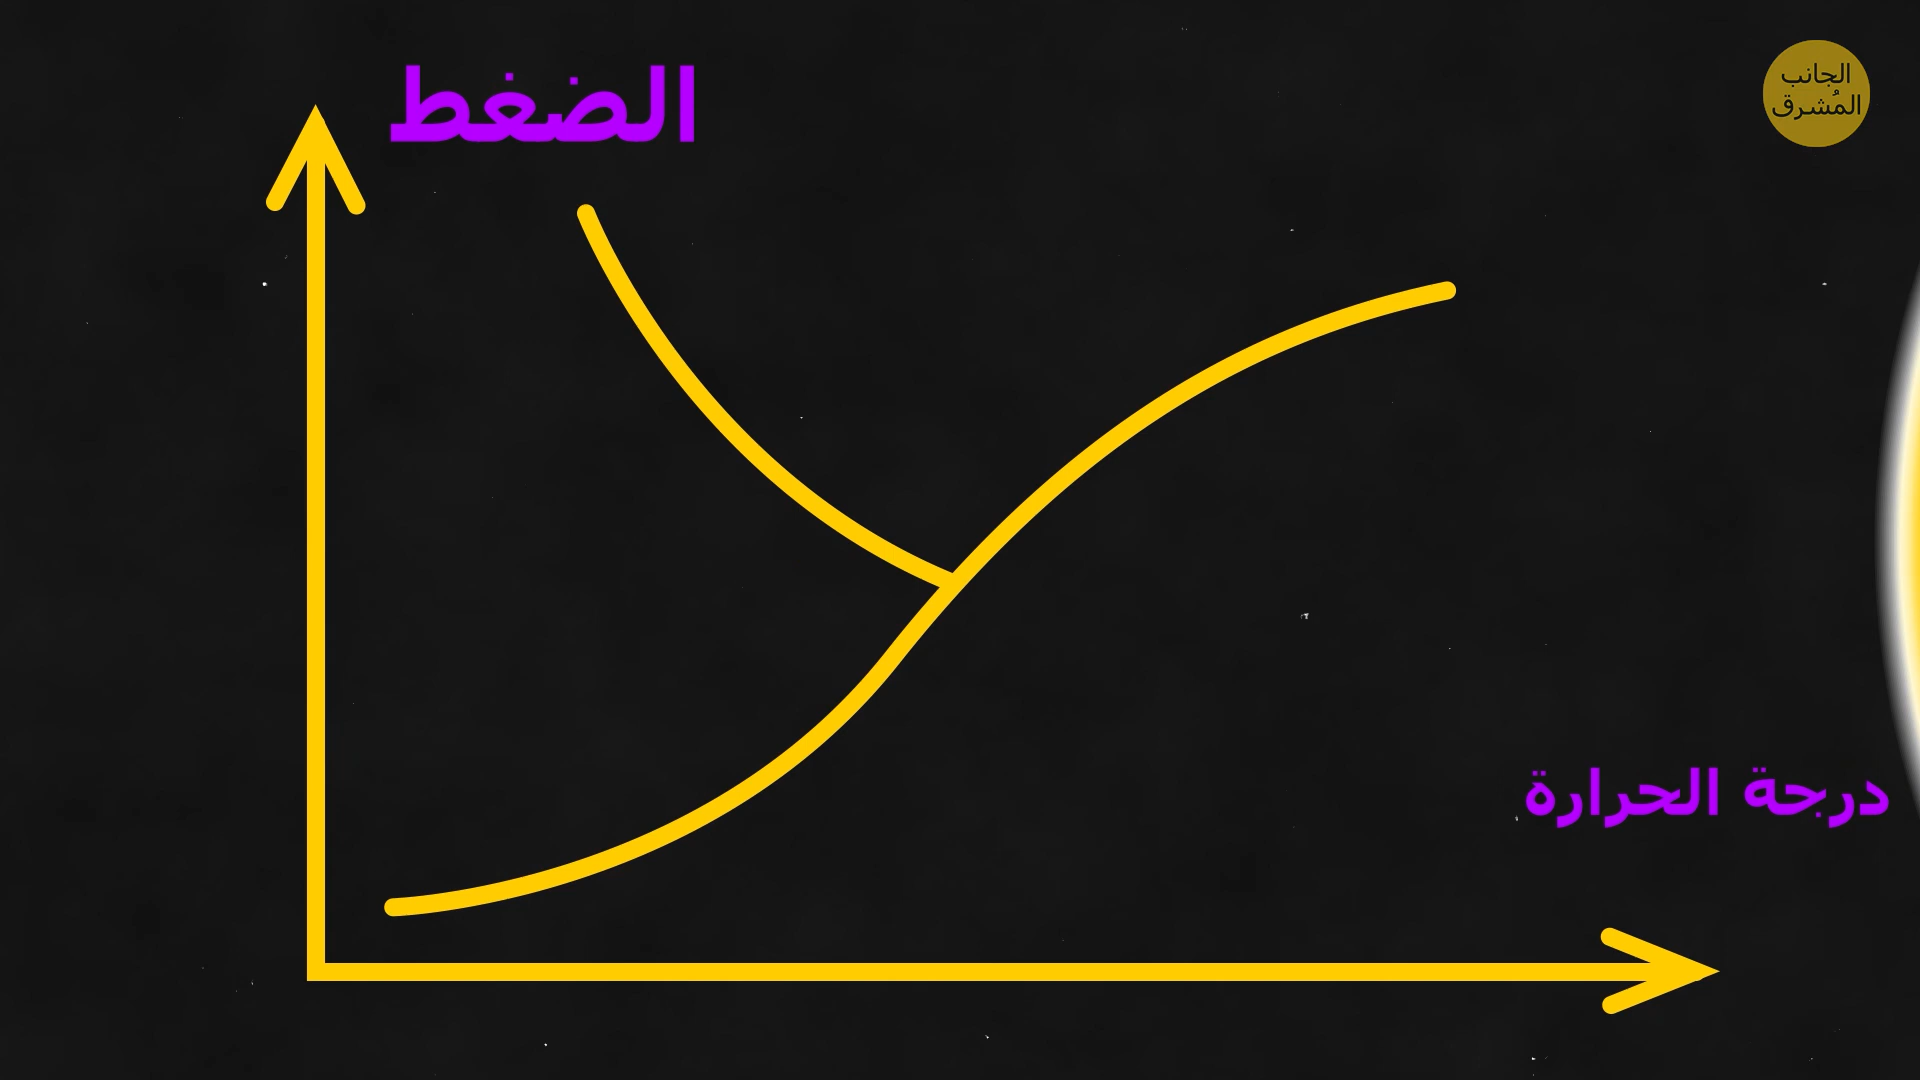 الضغط
الجانب
المُشرق
درجة الحرارة